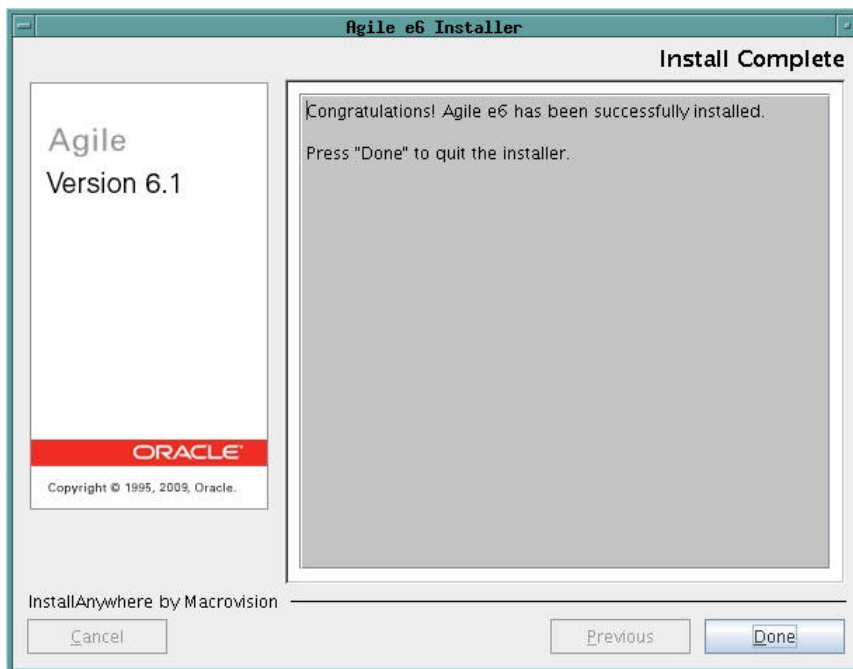 Agile e6 Installer
Install Complete
Agile
Version 6.1
ORACLE®
Copyright © 1995, 2009, Oracle.
Congratulations! Agile e6 has been successfully installed.
Press "Done" to quit the installer.
InstallAnywhere by Macrovision
Cancel
Previous
Done